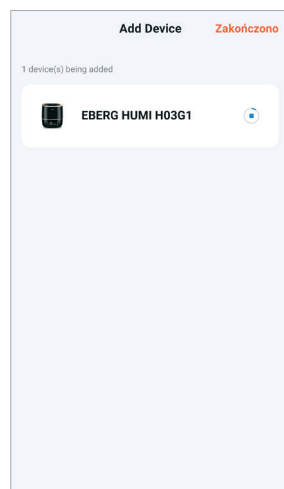 Add Device Zakończono
1 device(s) being added
EBERG HUMI H03G1